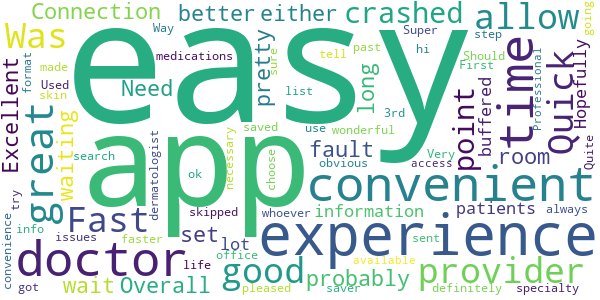 Connection
better
either
crashed
allow
Was
easy
Way
medications
Super
hi
step
past
tell
sure
First
Should
going
format
made
Used
skin
Need
pretty
long
list
3rd
use
wonderful
Excellent
great
Waiting
search
ok
dermatologist
saved
necessary
choose
app
fault
obvious
access
Very
point
buffered
time
Professional
Quick
Hopefully
Quite
room
patients
always
convenient
Fast
set
skipped
whoever
information
experience
try
info
issues
faster
life
lot
office
sent
doctor
good
probably
provider
available
convenience
got
wait
Overall
pleased
saver
definitely
specialty